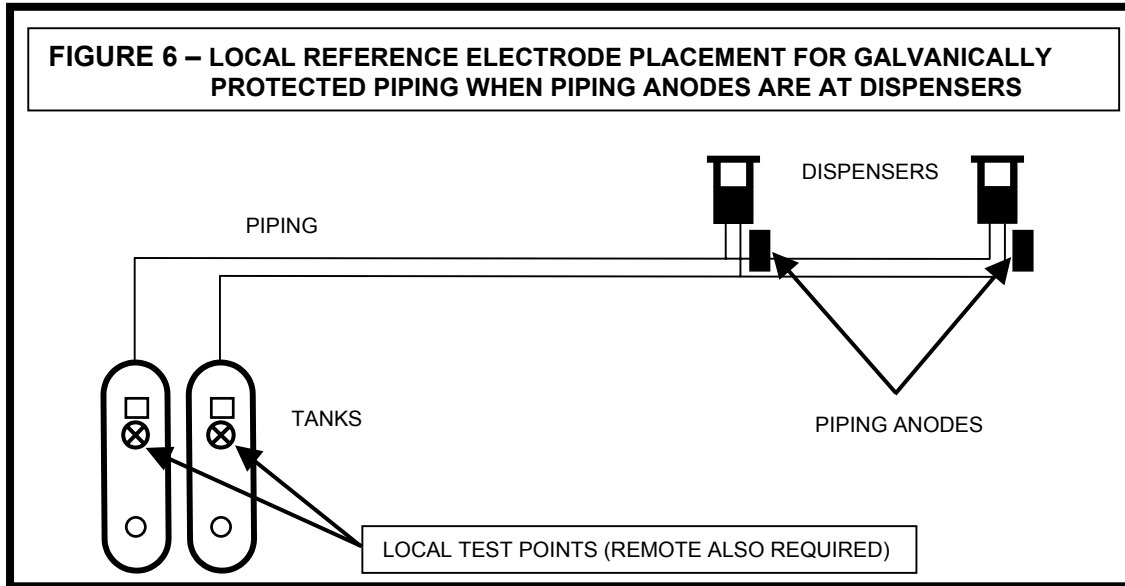 FIGURE 6 – LOCAL REFERENCE ELECTRODE PLACEMENT FOR GALVANICALLY
PROTECTED PIPING WHEN PIPING ANODES ARE AT DISPENSERS
DISPENSERS
PIPING
TANKS
PIPING ANODES
LOCAL TEST POINTS (REMOTE ALSO REQUIRED)